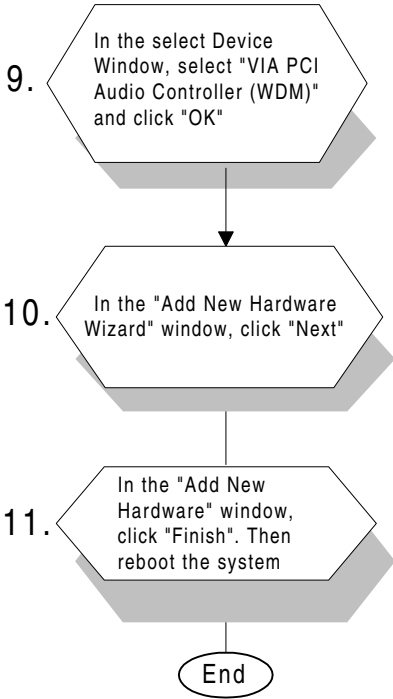 9.
In the select Device
Window, select "VIA PCI
Audio Controller (WDM)"
and click "OK"
10.
In the "Add New Hardware
Wizard" window, click "Next"
11.
In the "Add New
Hardware" window,
click "Finish". Then
reboot the system
End